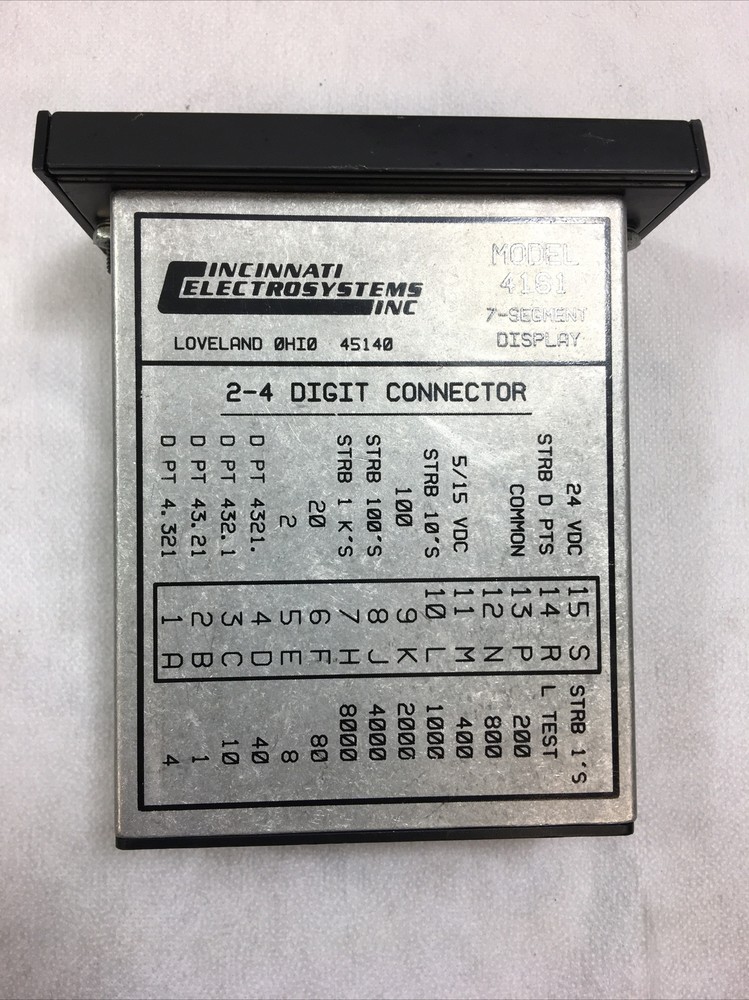 CINCINNATI
ELECTROSYSTEMS
INC
LOVELAND OHIO 45140
MODEL
7-SEGMENT
DISPLAY
2-4 DIGIT CONNECTOR
24 VDC 15 S STRB 1'S
STRB D PTS 14 R L TEST
COMMON 13 P 200
12 N 800
5/15 VDC 11 M 400
STRB 10'S 10 L 1000
100 9 K 2000
STRB 100'S 8 J 4000
STRB 1 K'S 7 H 8000
20 6 F 80
2 5 E 8
D PT 4321. 4 D 40
D PT 432.1 3 C 10
D PT 43.21 2 B 1
D PT 4.321 1 A 4